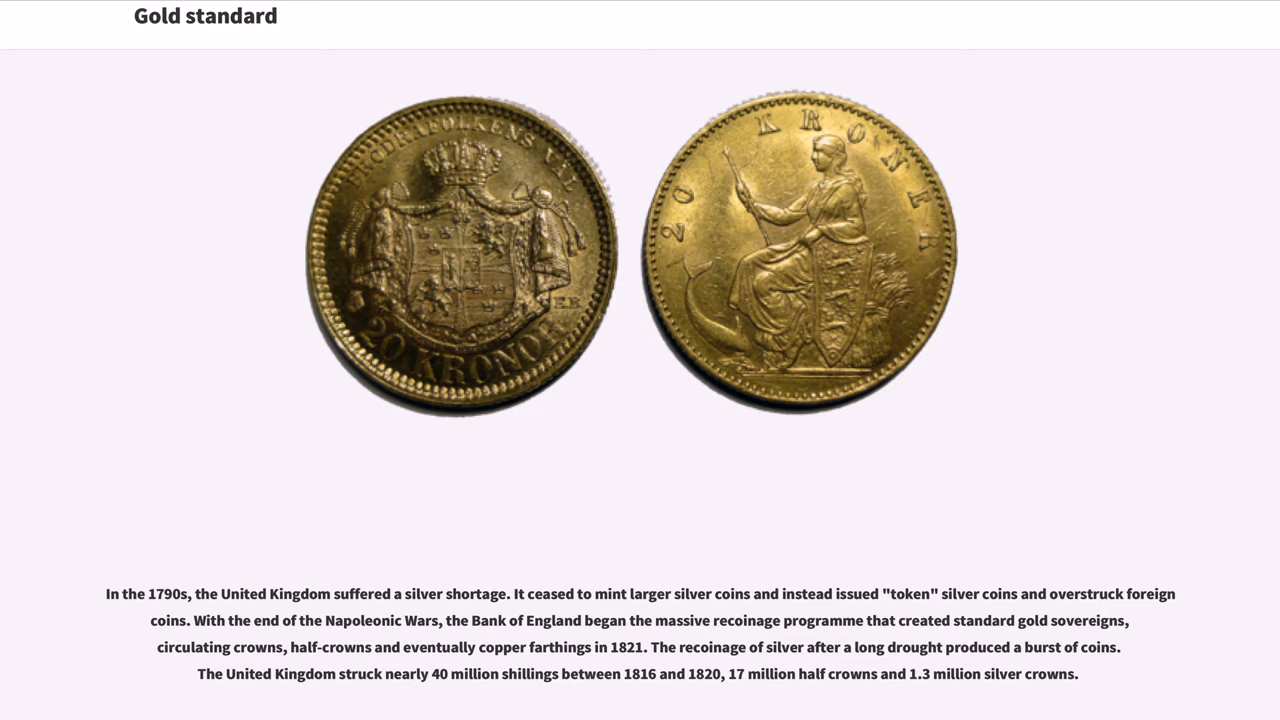 Gold standard
BRÖDRAFOLKENS VÄL
E.B.
20 KRONOR
20 KRONER
In the 1790s, the United Kingdom suffered a silver shortage. It ceased to mint larger silver coins and instead issued "token" silver coins and overstruck foreign
coins. With the end of the Napoleonic Wars, the Bank of England began the massive recoinage programme that created standard gold sovereigns,
circulating crowns, half-crowns and eventually copper farthings in 1821. The recoinage of silver after a long drought produced a burst of coins.
The United Kingdom struck nearly 40 million shillings between 1816 and 1820, 17 million half crowns and 1.3 million silver crowns.